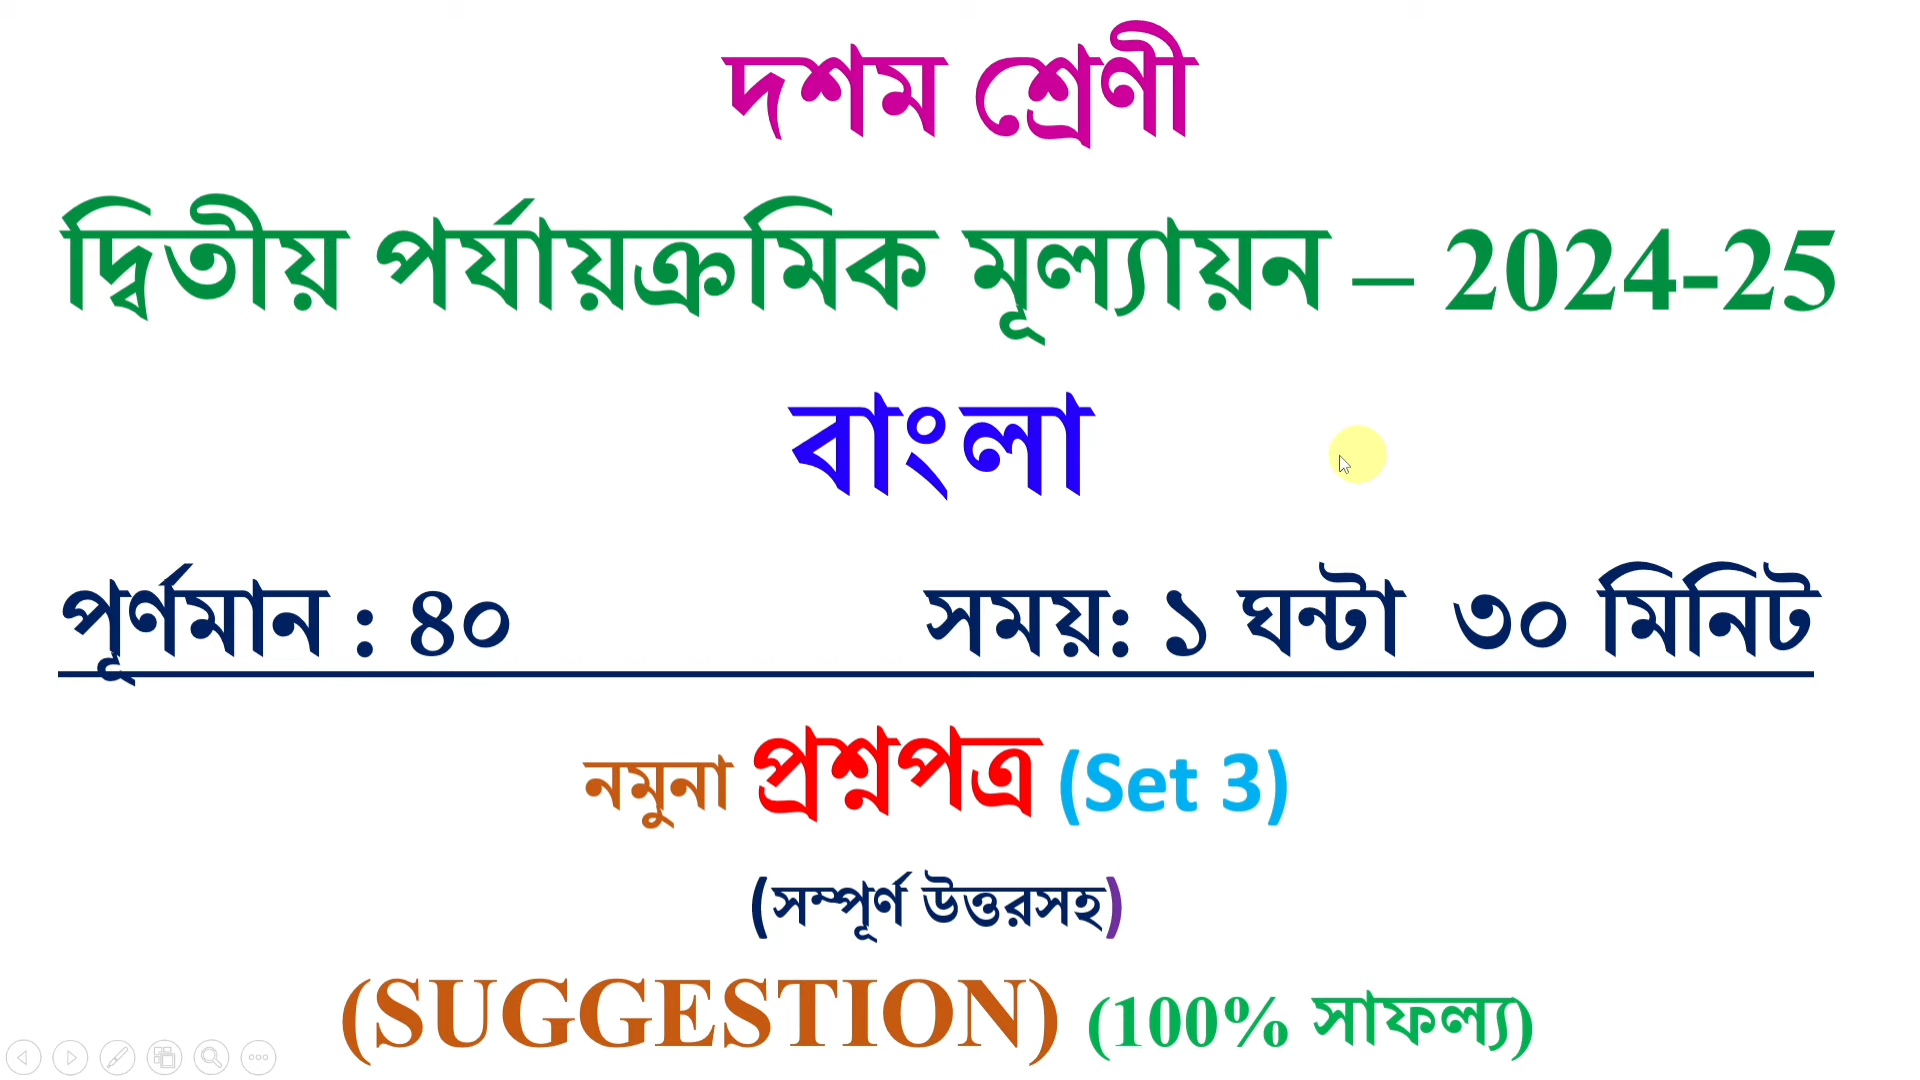 দশম শ্রেণী
দ্বিতীয় পর্যায়ক্রমিক মূল্যায়ন – 2024-25
বাংলা
পূর্ণমান : ৪০ সময়: ১ ঘন্টা ৩০ মিনিট
নমুনা প্রশ্নপত্র (Set 3)
(সম্পূর্ণ উত্তরসহ)
(SUGGESTION) (100% সাফল্য)